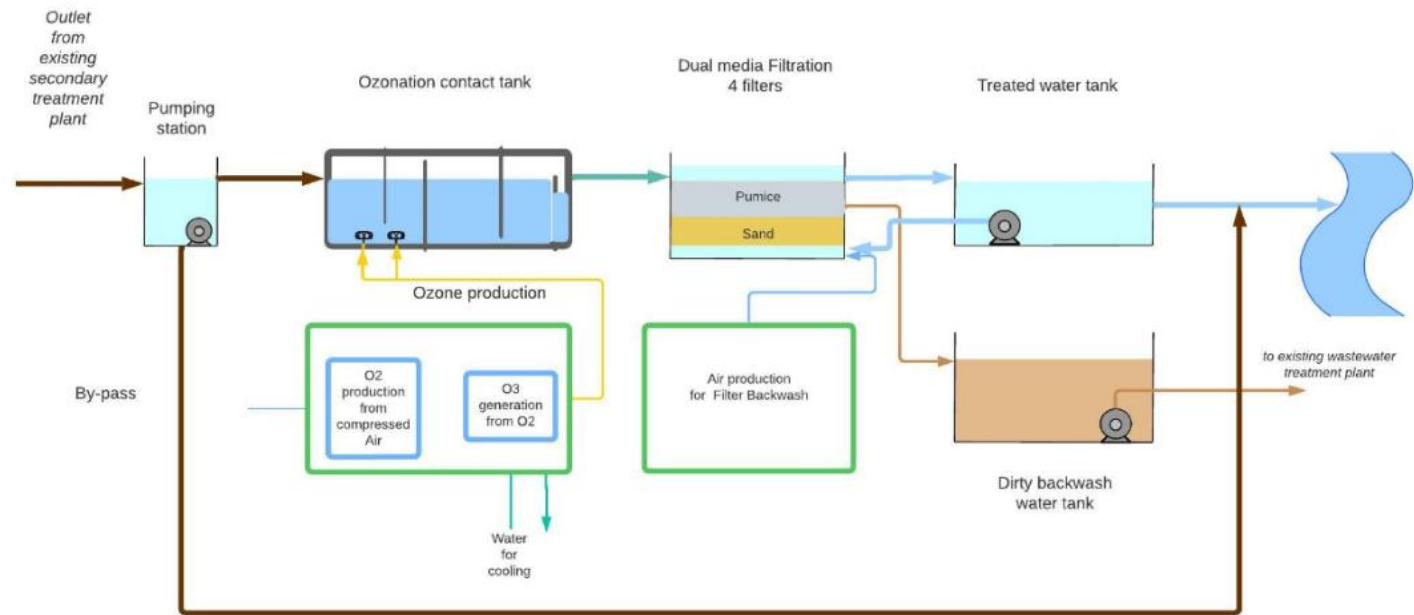 Outlet
from
existing
secondary
treatment
plant
Pumping
station
Ozonation contact tank
Dual media Filtration
4 filters
Treated water tank
Pumice
Sand
Ozone production
O2
production
from
compressed
Air
O3
generation
from O2
Air production
for Filter Backwash
to existing wastewater
treatment plant
By-pass
Dirty backwash
water tank
Water
for
cooling